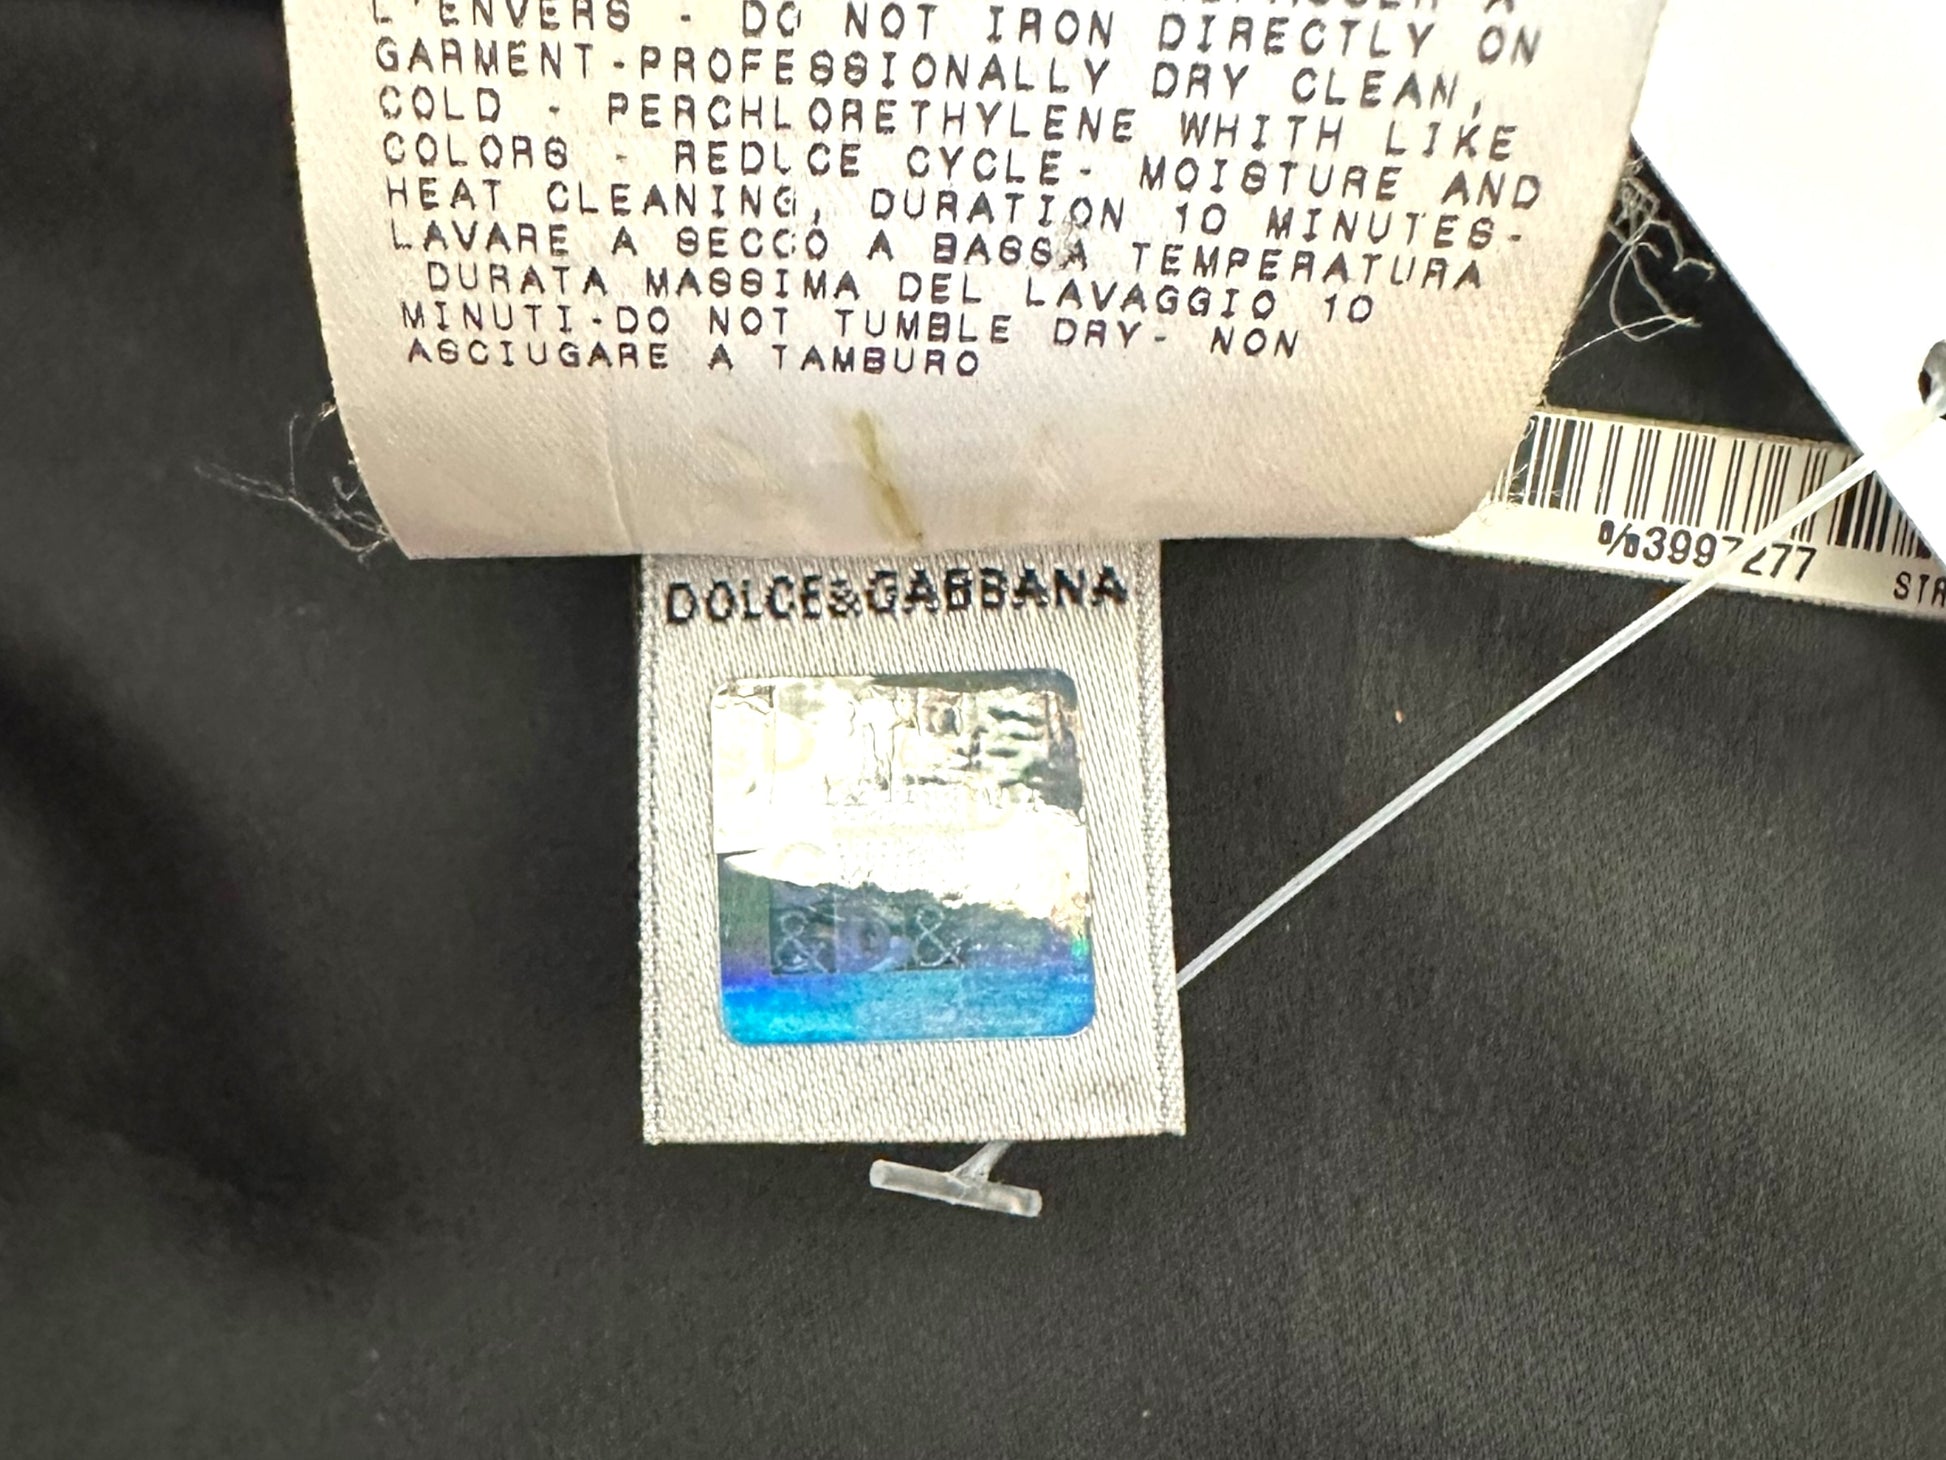 L'ENVERS - DO NOT IRON DIRECTLY ON
GARMENT-PROFESSIONALLY DRY CLEAN,
COLD - PERCHLORETHYLENE WHITH LIKE
COLORS - REDUCE CYCLE- MOISTURE AND
HEAT CLEANING, DURATION 10 MINUTES-
LAVARE A SECCO A BASSA TEMPERATURA
DURATA MASSIMA DEL LAVAGGIO 10
MINUTI-DO NOT TUMBLE DRY- NON
ASCIUGARE A TAMBURO
DOLCE&GABBANA
& D &